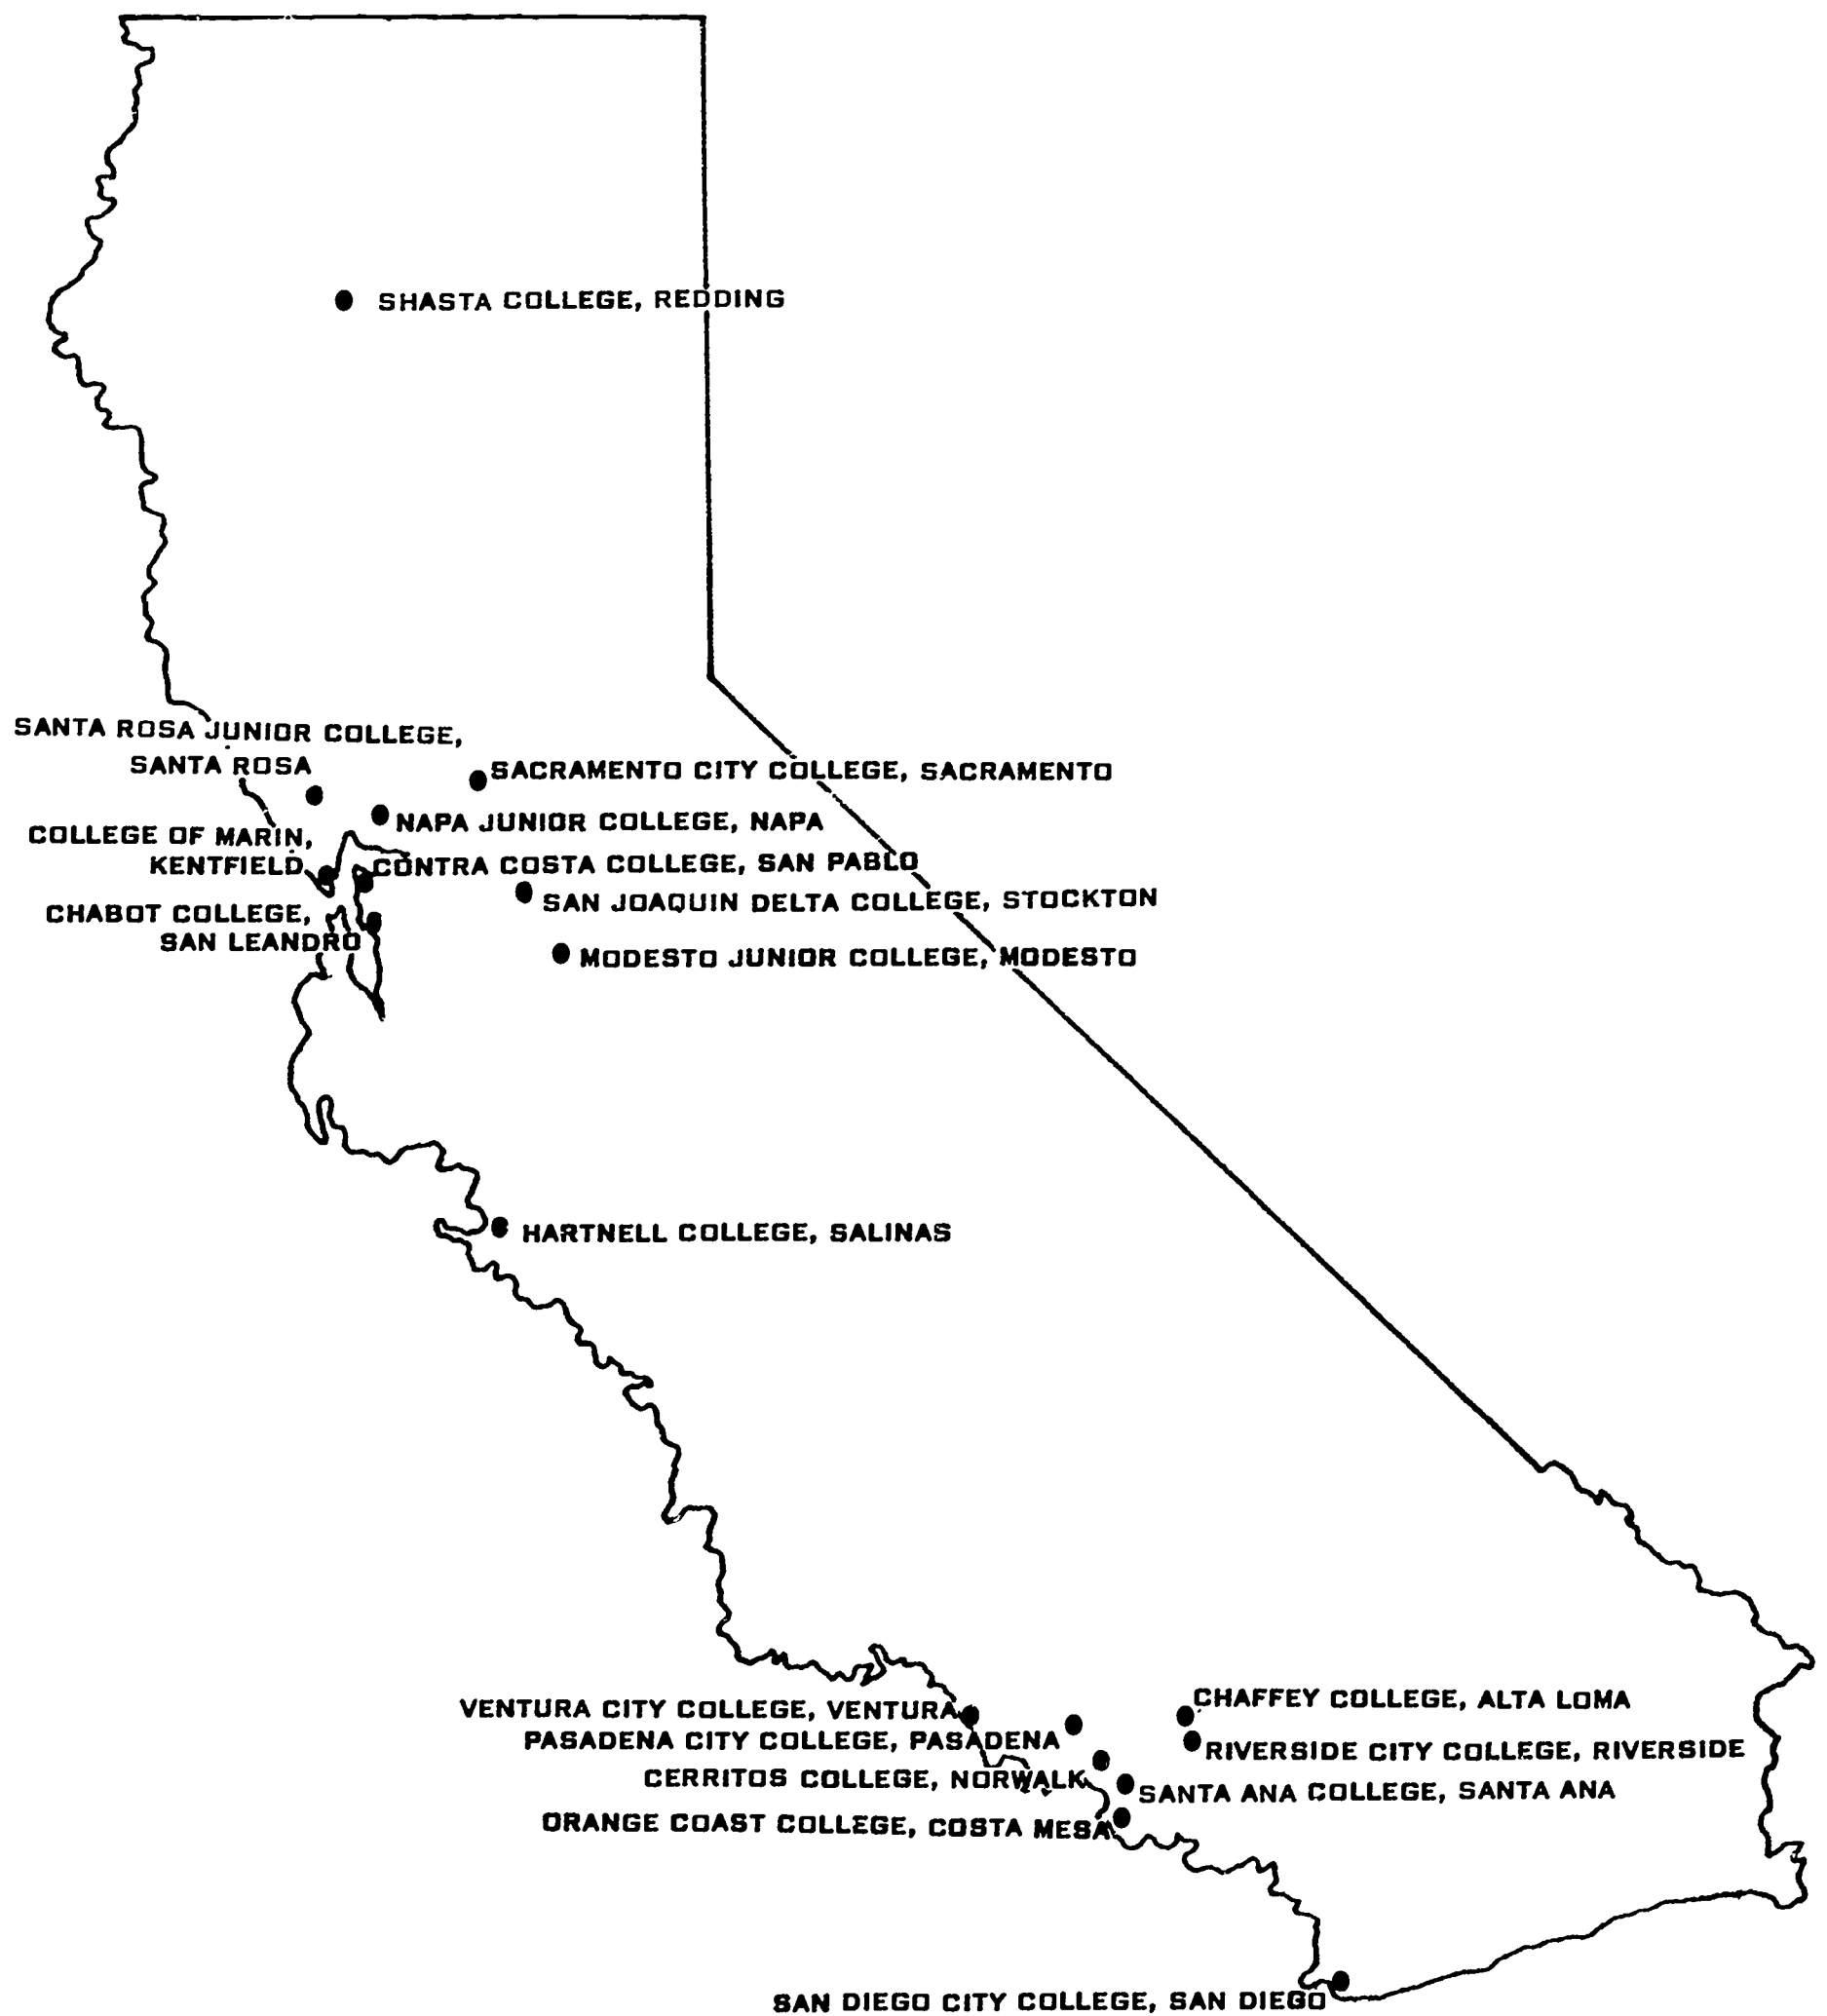 SHASTA COLLEGE, REDDING
SANTA ROSA JUNIOR COLLEGE,
SANTA ROSA
SACRAMENTO CITY COLLEGE, SACRAMENTO
NAPA JUNIOR COLLEGE, NAPA
COLLEGE OF MARIN,
KENTFIELD
CONTRA COSTA COLLEGE, SAN PABLO
SAN JOAQUIN DELTA COLLEGE, STOCKTON
CHABOT COLLEGE,
SAN LEANDRO
MODESTO JUNIOR COLLEGE, MODESTO
HARTNELL COLLEGE, SALINAS
VENTURA CITY COLLEGE, VENTURA
CHAFFEY COLLEGE, ALTA LOMA
PASADENA CITY COLLEGE, PASADENA
RIVERSIDE CITY COLLEGE, RIVERSIDE
CERRITOS COLLEGE, NORWALK
SANTA ANA COLLEGE, SANTA ANA
ORANGE COAST COLLEGE, COSTA MESA
SAN DIEGO CITY COLLEGE, SAN DIEGO